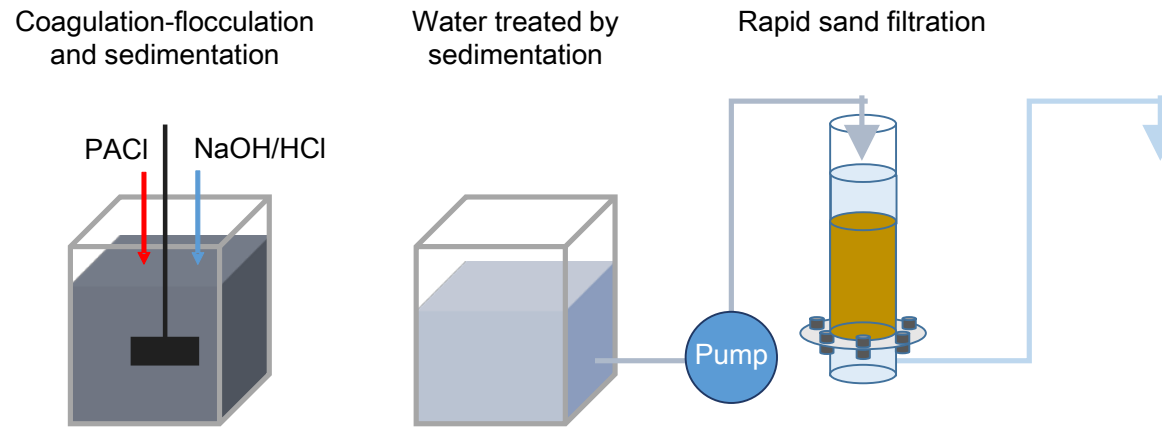 Coagulation-flocculation
and sedimentation
Water treated by
sedimentation
Rapid sand filtration
PACl
NaOH/HCl
Pump